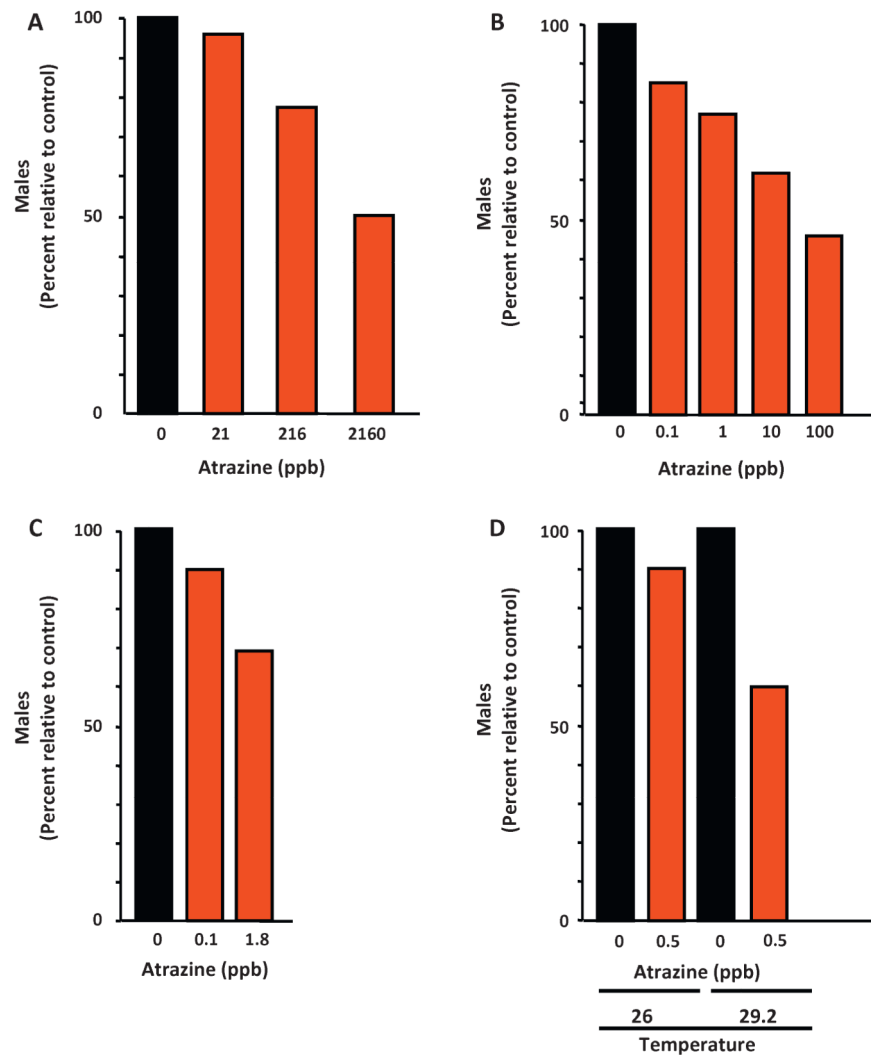 A
Males
(Percent relative to control)
100
50
0
0 21 216 2160
Atrazine (ppb)
B
Males
(Percent relative to control)
100
50
0
0 0.1 1 10 100
Atrazine (ppb)
C
Males
(Percent relative to control)
100
50
0
0 0.1 1.8
Atrazine (ppb)
D
Males
(Percent relative to control)
100
50
0
0 0.5 0 0.5
Atrazine (ppb)
26 29.2
Temperature